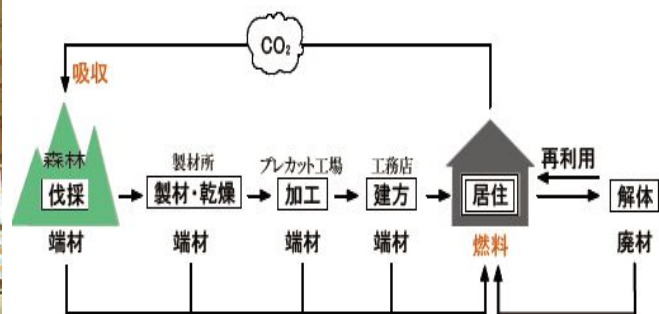 CO₂
吸収
森林
伐採
製材所
製材・乾燥
プレカット工場
加工
工務店
建方
居住
再利用
解体
端材
端材
端材
端材
燃料
廃材